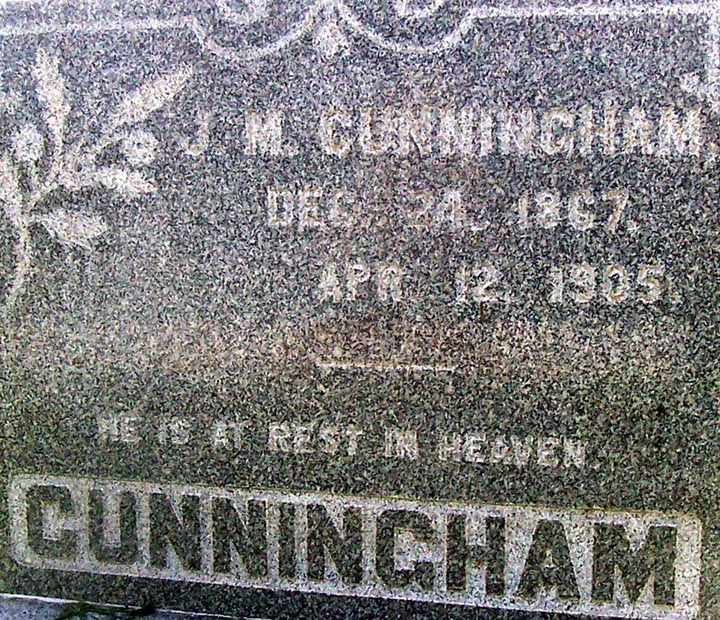 J. M. CUNNINGHAM,
DEC. 24. 1867.
APR. 12. 1905.
HE IS AT REST IN HEAVEN.
CUNNINGHAM